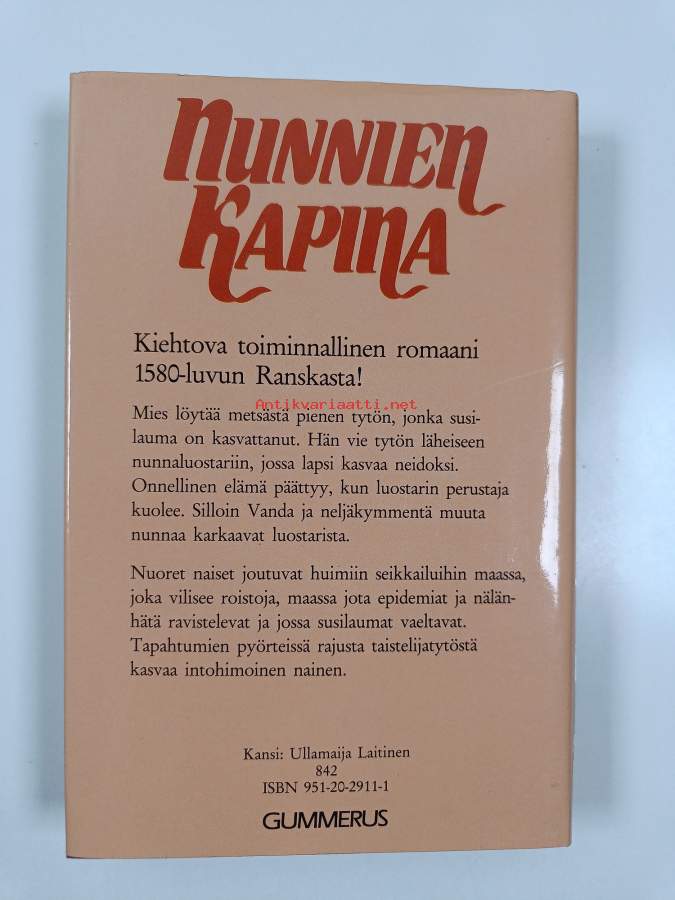 NUNNIEN
KAPINA
Kiehtova toiminnallinen romaani
1580-luvun Ranskasta!
Antikvariaatti.net
Mies löytää metsästä pienen tytön, jonka susi-
lauma on kasvattanut. Hän vie tytön läheiseen
nunnaluostariin, jossa lapsi kasvaa neidoksi.
Onnellinen elämä päättyy, kun luostarin perustaja
kuolee. Silloin Vanda ja neljäkymmentä muuta
nunnaa karkaavat luostarista.
Nuoret naiset joutuvat huimiin seikkailuihin maassa,
joka vilisee roistoja, maassa jota epidemiat ja nälän-
hätä ravistelevat ja jossa susilaumat vaeltavat.
Tapahtumien pyörteissä rajusta taistelijatytöstä
kasvaa intohimoinen nainen.
Kansi: Ullamaija Laitinen
842
ISBN 951-20-2911-1
GUMMERUS